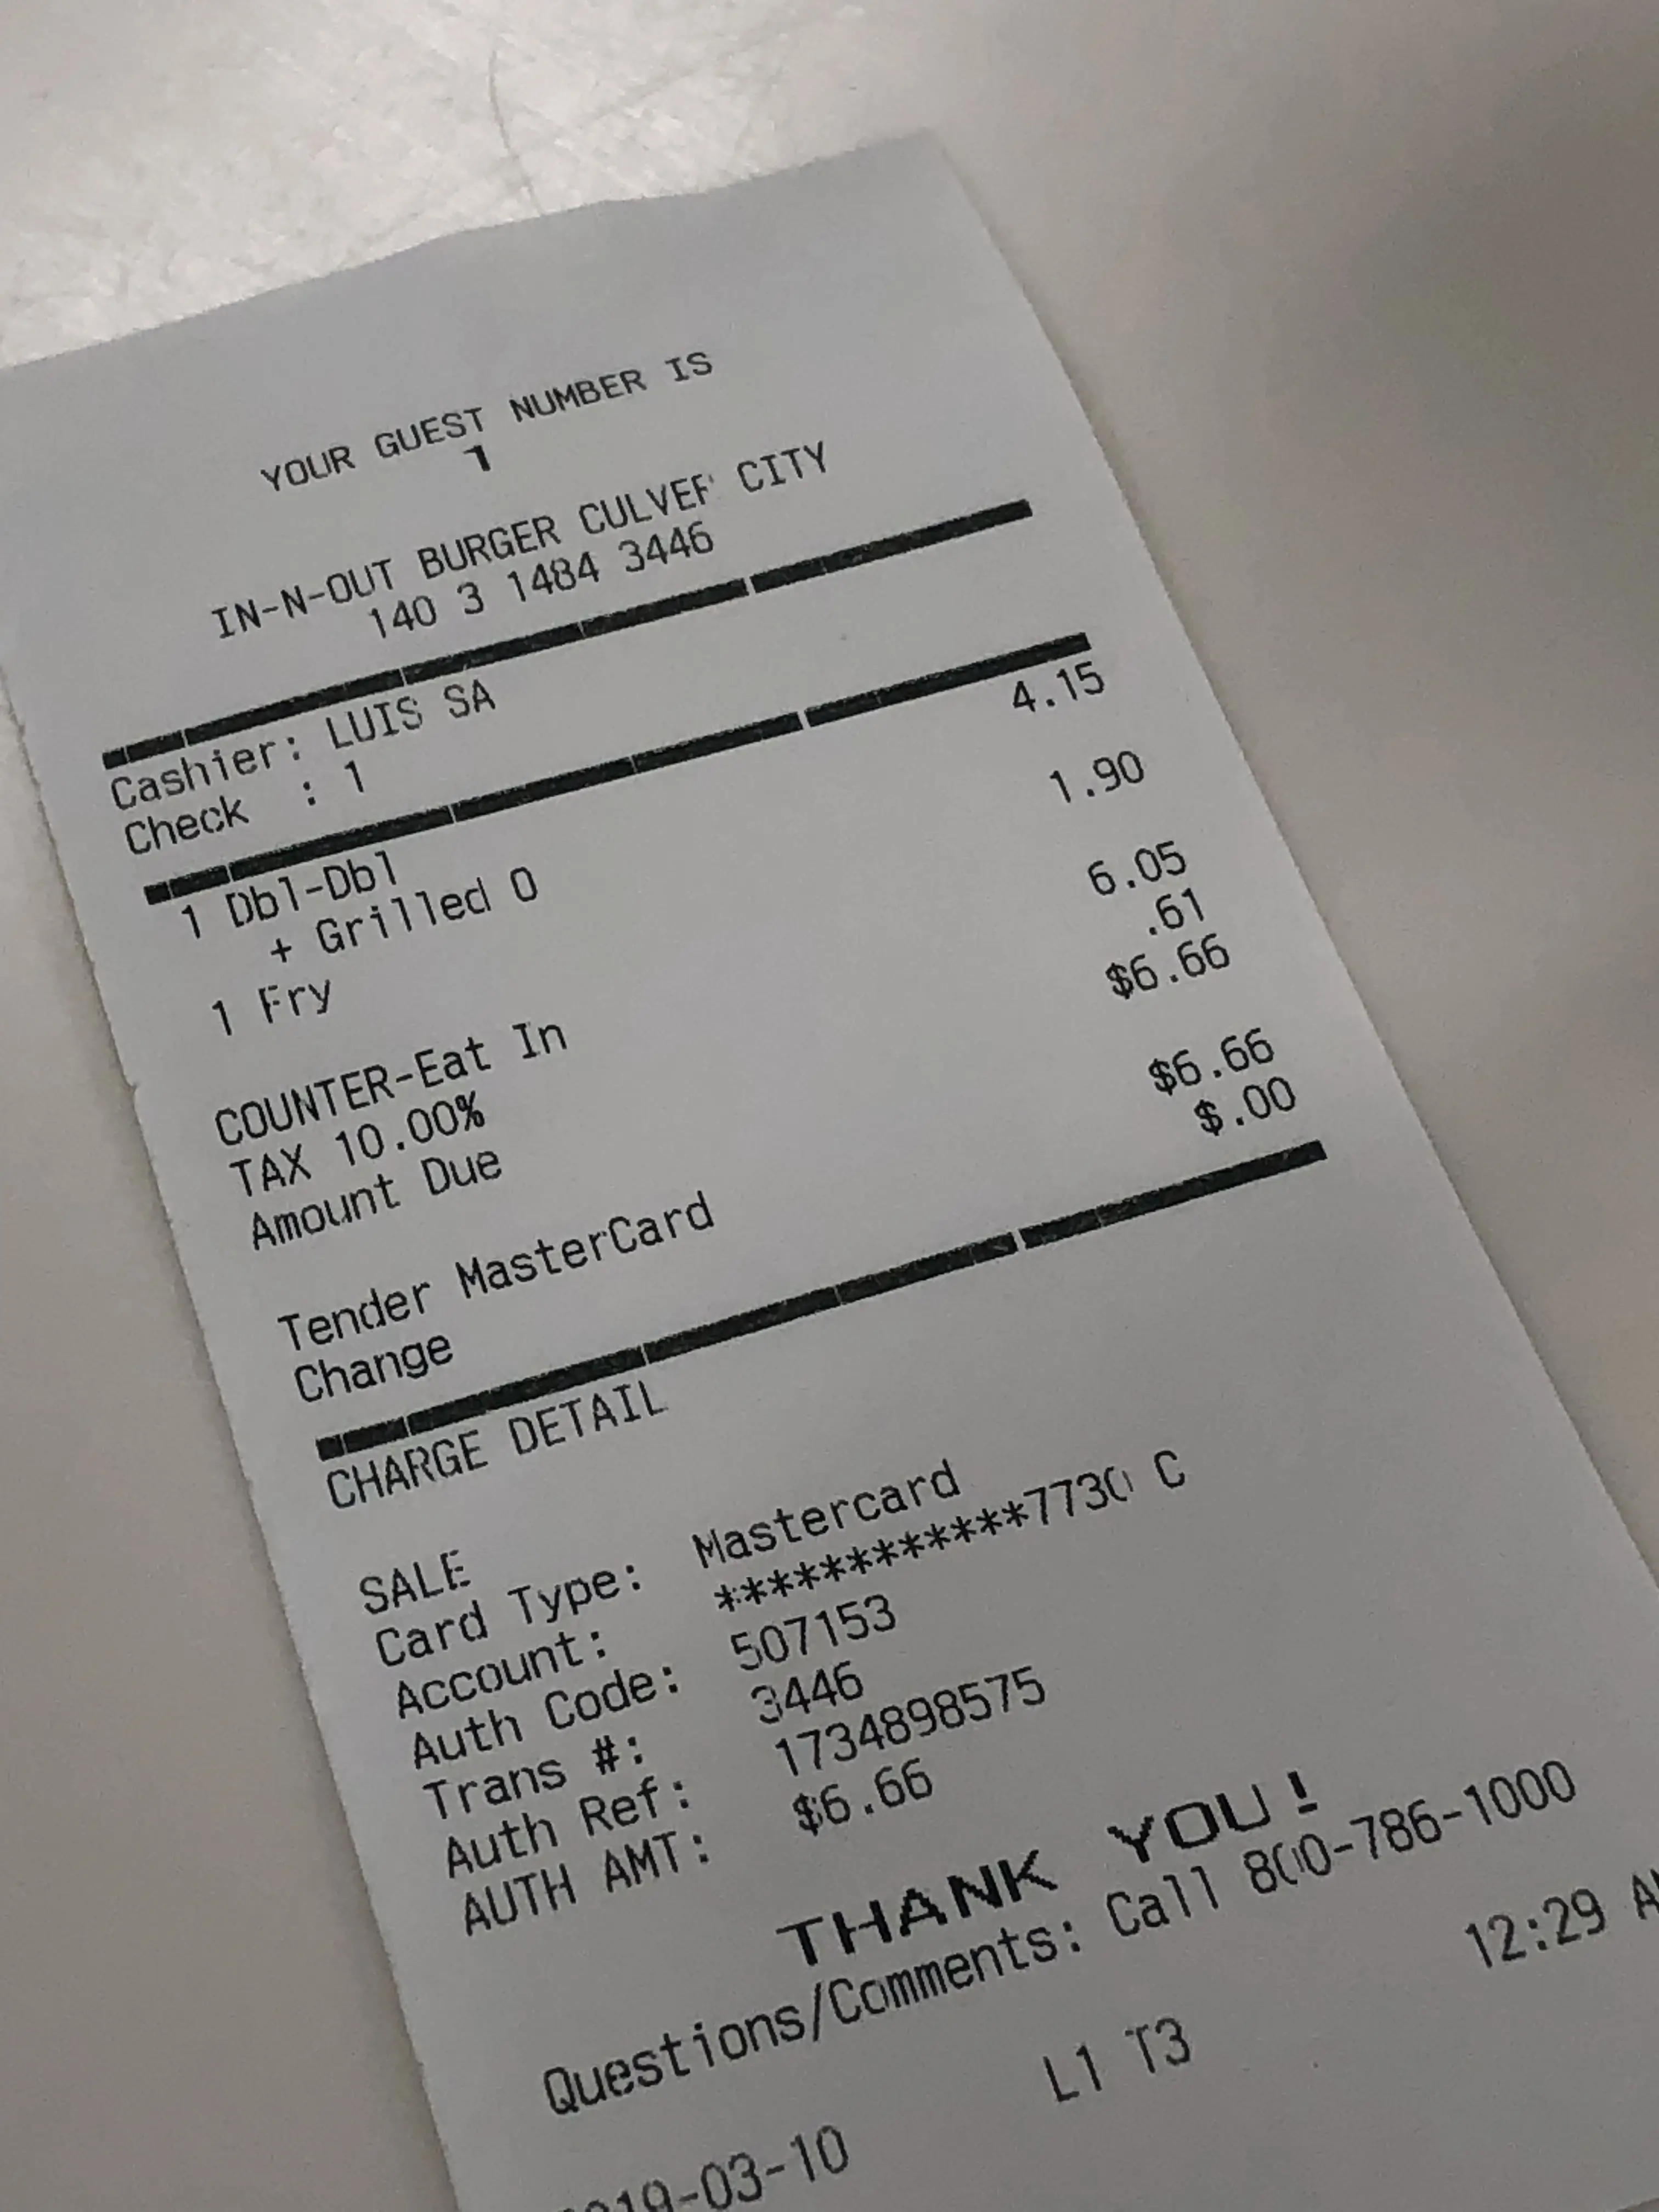 YOUR GUEST NUMBER IS
1
IN-N-OUT BURGER CULVER CITY
140 3 1484 3446
Cashier: LUIS SA
Check : 1
1 Dbl-Dbl 4.15
+ Grilled O
1 Fry 1.90
COUNTER-Eat In 6.05
TAX 10.00% .61
Amount Due $6.66
Tender MasterCard $6.66
Change $.00
CHARGE DETAIL
SALE
Card Type: Mastercard
Account: ************7730 C
Auth Code: 507153
Trans #: 3446
Auth Ref: 1734898575
AUTH AMT: $6.66
THANK YOU!
Questions/Comments: Call 800-786-1000
2019-03-10 L1 T3 12:29 AM